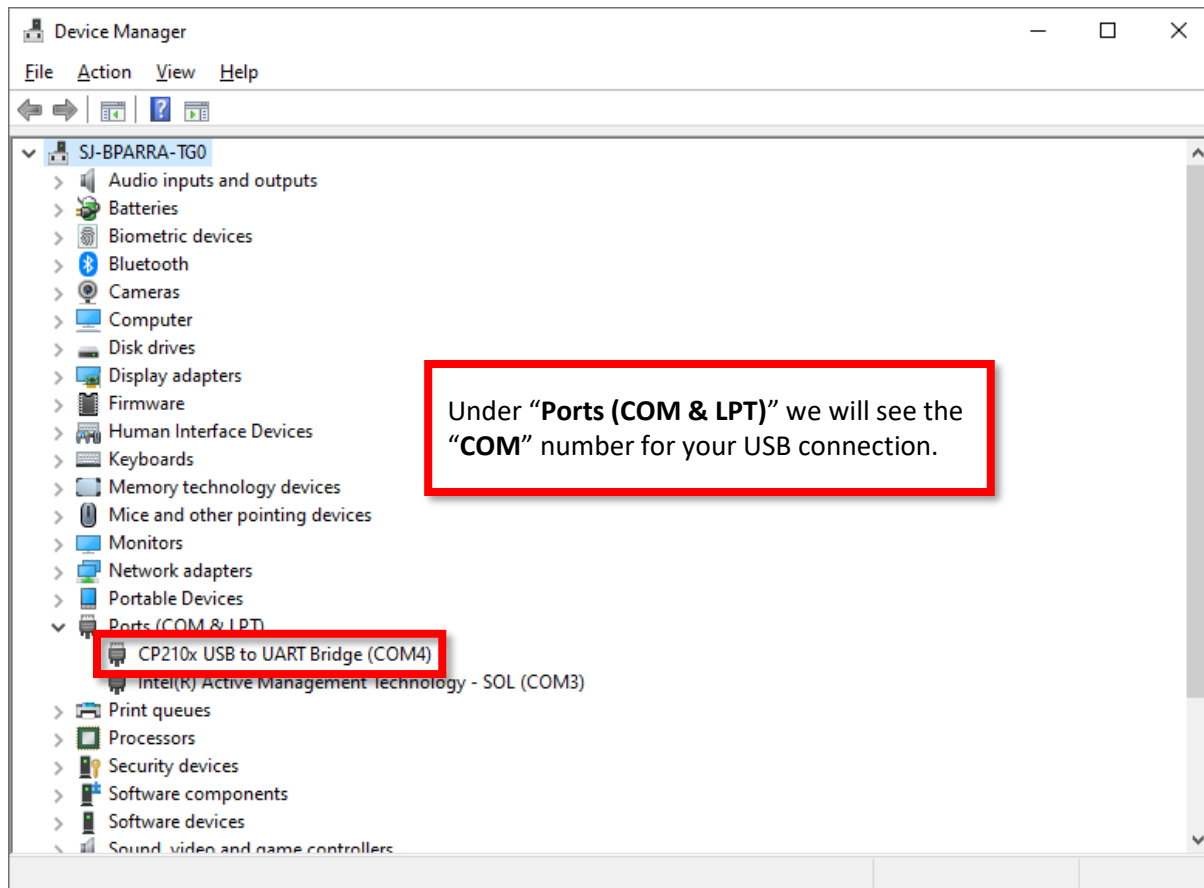 Device Manager
File Action View Help
SJ-BPARRA-TG0
Audio inputs and outputs
Batteries
Biometric devices
Bluetooth
Cameras
Computer
Disk drives
Display adapters
Firmware
Human Interface Devices
Keyboards
Memory technology devices
Mice and other pointing devices
Monitors
Network adapters
Portable Devices
Ports (COM & LPT)
CP210x USB to UART Bridge (COM4)
Intel(R) Active Management Technology - SOL (COM3)
Print queues
Processors
Security devices
Software components
Software devices
Sound, video and game controllers
Under “Ports (COM & LPT)” we will see the
“COM” number for your USB connection.